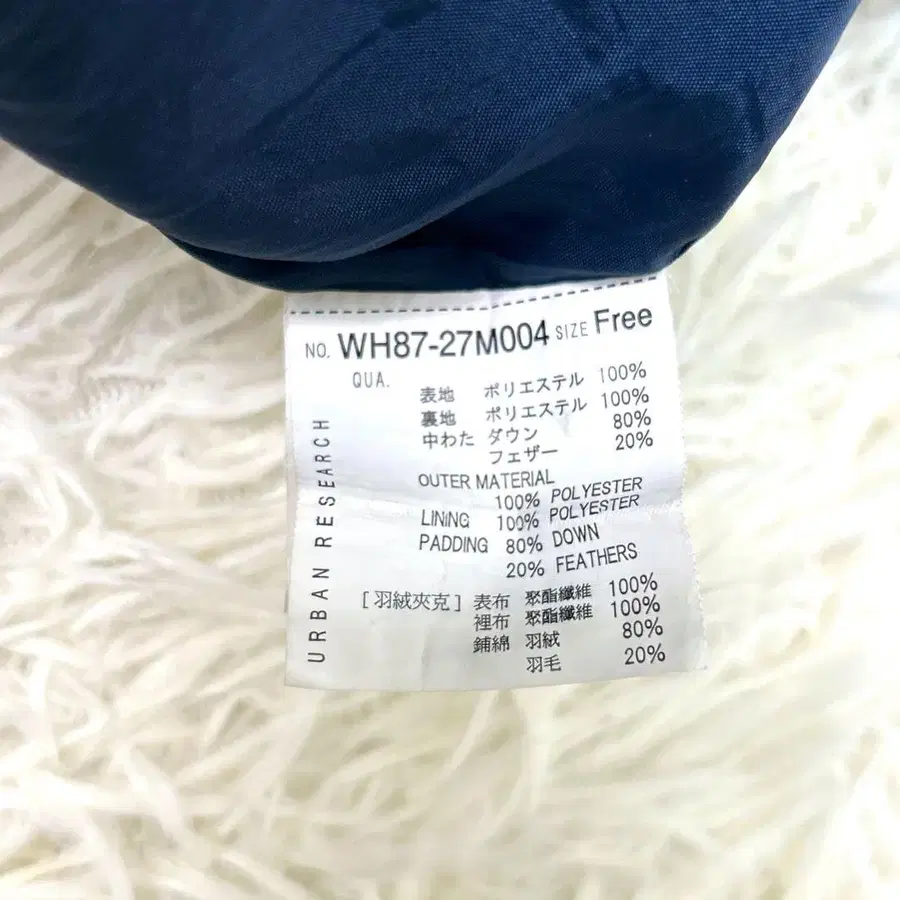 NO. WH87-27M004 SIZE Free
QUA.
表地 ポリエステル 100%
裏地 ポリエステル 100%
中わた ダウン 80%
フェザー 20%
OUTER MATERIAL
100% POLYESTER
LINING 100% POLYESTER
PADDING 80% DOWN
20% FEATHERS
[羽絨夾克] 表布 聚酯纖維 100%
裡布 聚酯纖維 100%
鋪綿 羽絨 80%
羽毛 20%
URBAN RESEARCH